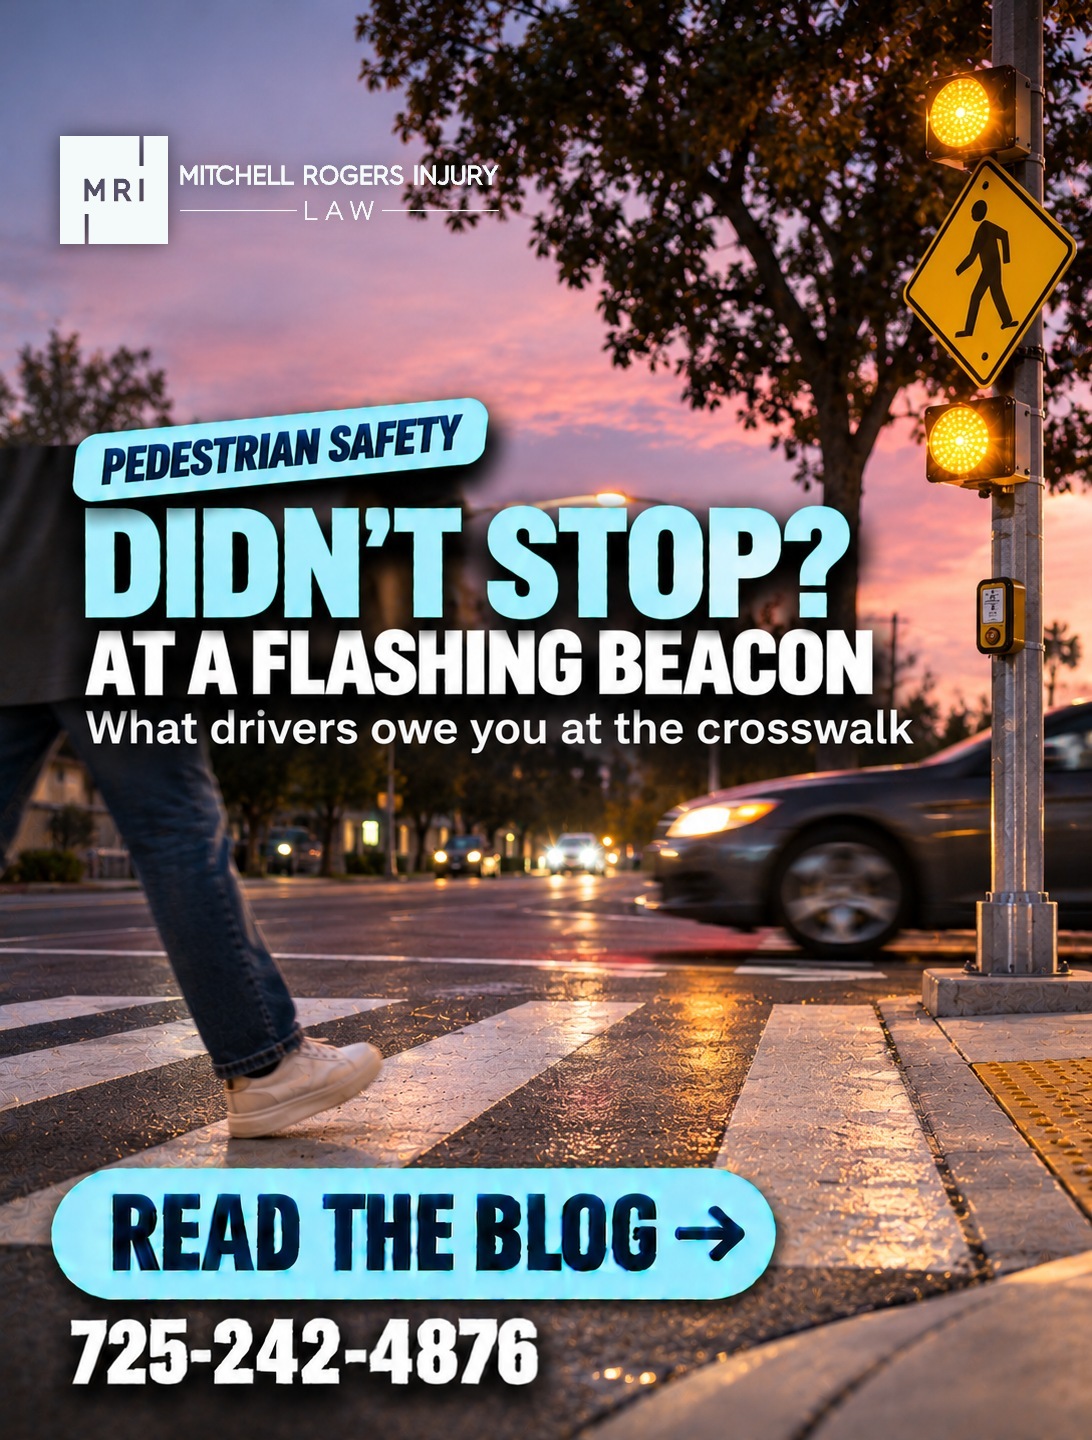 MRI
MITCHELL ROGERS INJURY
LAW
PEDESTRIAN SAFETY
DIDN'T STOP?
AT A FLASHING BEACON
What drivers owe you at the crosswalk
READ THE BLOG →
725-242-4876